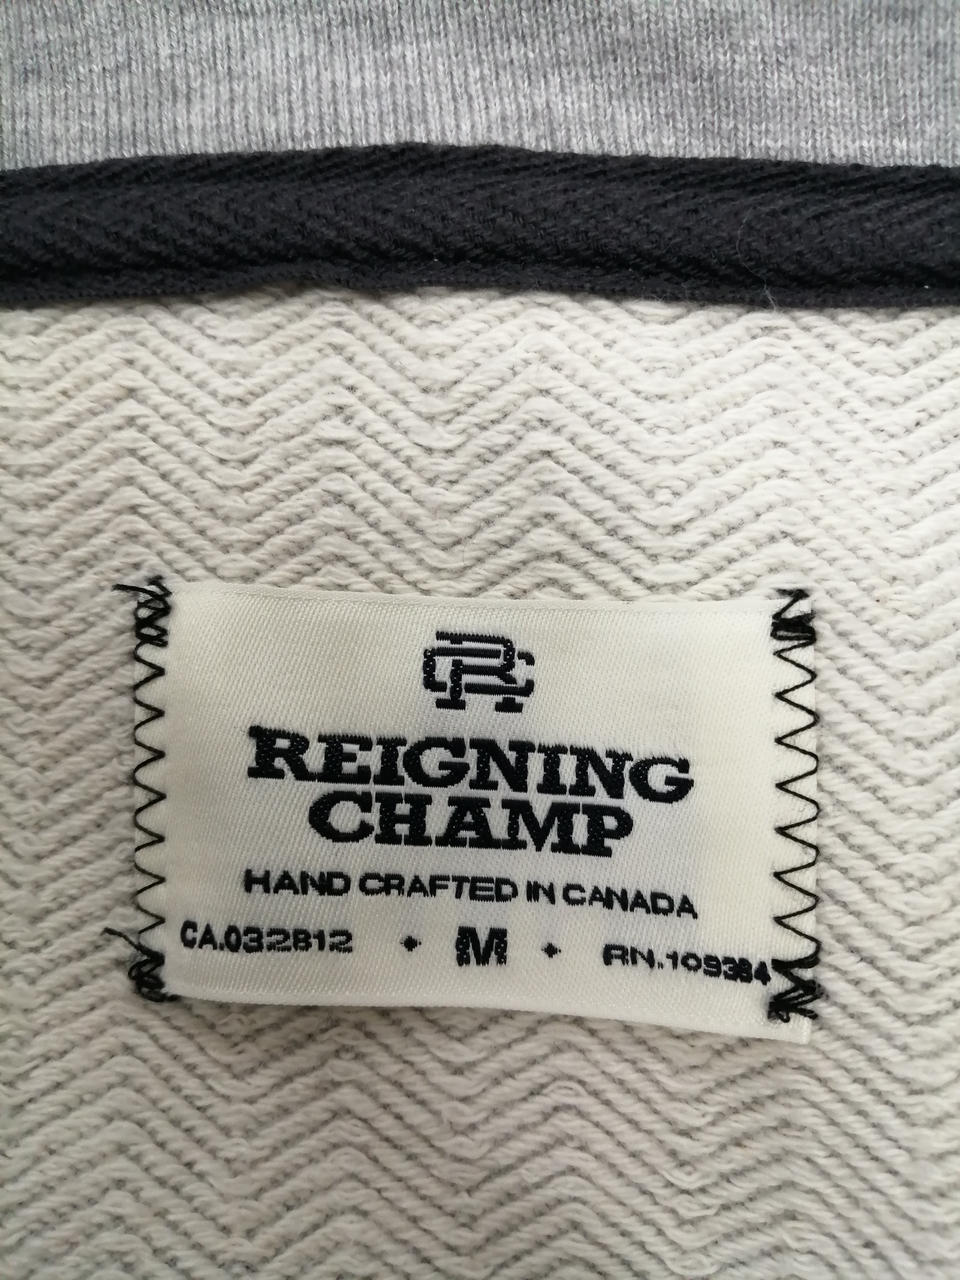 RC
REIGNING
CHAMP
HAND CRAFTED IN CANADA
CA.032812 • M • RN.109384